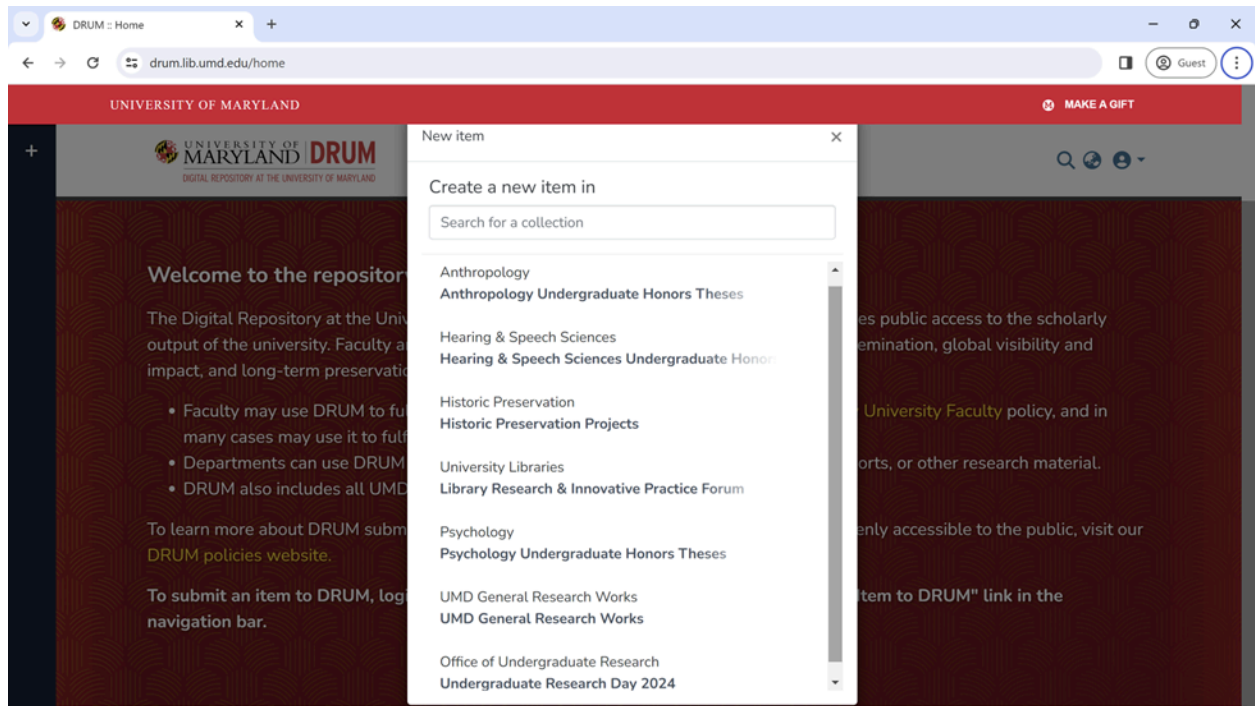 DRUM :: Home
drum.lib.umd.edu/home
Guest
UNIVERSITY OF MARYLAND
MAKE A GIFT
UNIVERSITY OF
MARYLAND DRUM
DIGITAL REPOSITORY AT THE UNIVERSITY OF MARYLAND
New item
Create a new item in
Search for a collection
Anthropology
Anthropology Undergraduate Honors Theses
Hearing & Speech Sciences
Hearing & Speech Sciences Undergraduate Honor
Historic Preservation
Historic Preservation Projects
University Libraries
Library Research & Innovative Practice Forum
Psychology
Psychology Undergraduate Honors Theses
UMD General Research Works
UMD General Research Works
Office of Undergraduate Research
Undergraduate Research Day 2024
Welcome to the repositor
The Digital Repository at the Univ es public access to the scholarly
output of the university. Faculty a emination, global visibility and
impact, and long-term preservatio
• Faculty may use DRUM to ful University Faculty policy, and in
many cases may use it to fulf
• Departments can use DRUM orts, or other research material.
• DRUM also includes all UMD
To learn more about DRUM subm enly accessible to the public, visit our
DRUM policies website.
To submit an item to DRUM, logi Item to DRUM" link in the
navigation bar.